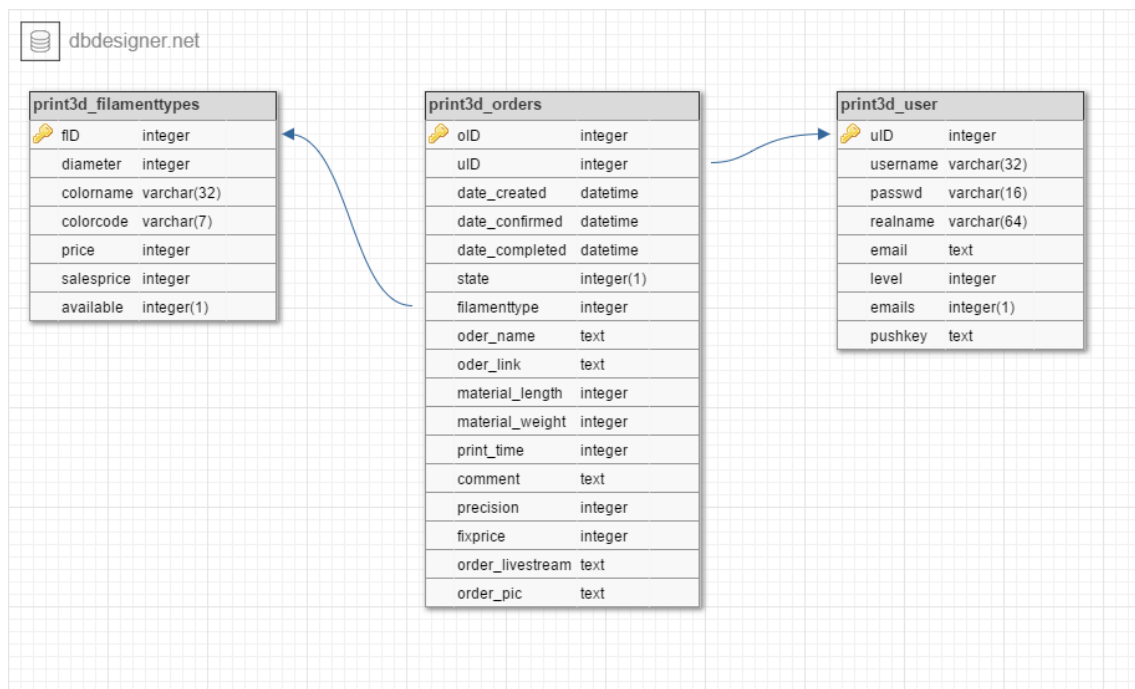 dbdesigner.net
print3d_filamenttypes
fID integer
diameter integer
colorname varchar(32)
colorcode varchar(7)
price integer
salesprice integer
available integer(1)
print3d_orders
oID integer
uID integer
date_created datetime
date_confirmed datetime
date_completed datetime
state integer(1)
filamenttype integer
oder_name text
oder_link text
material_length integer
material_weight integer
print_time integer
comment text
precision integer
fixprice integer
order_livestream text
order_pic text
print3d_user
uID integer
username varchar(32)
passwd varchar(16)
realname varchar(64)
email text
level integer
emails integer(1)
pushkey text